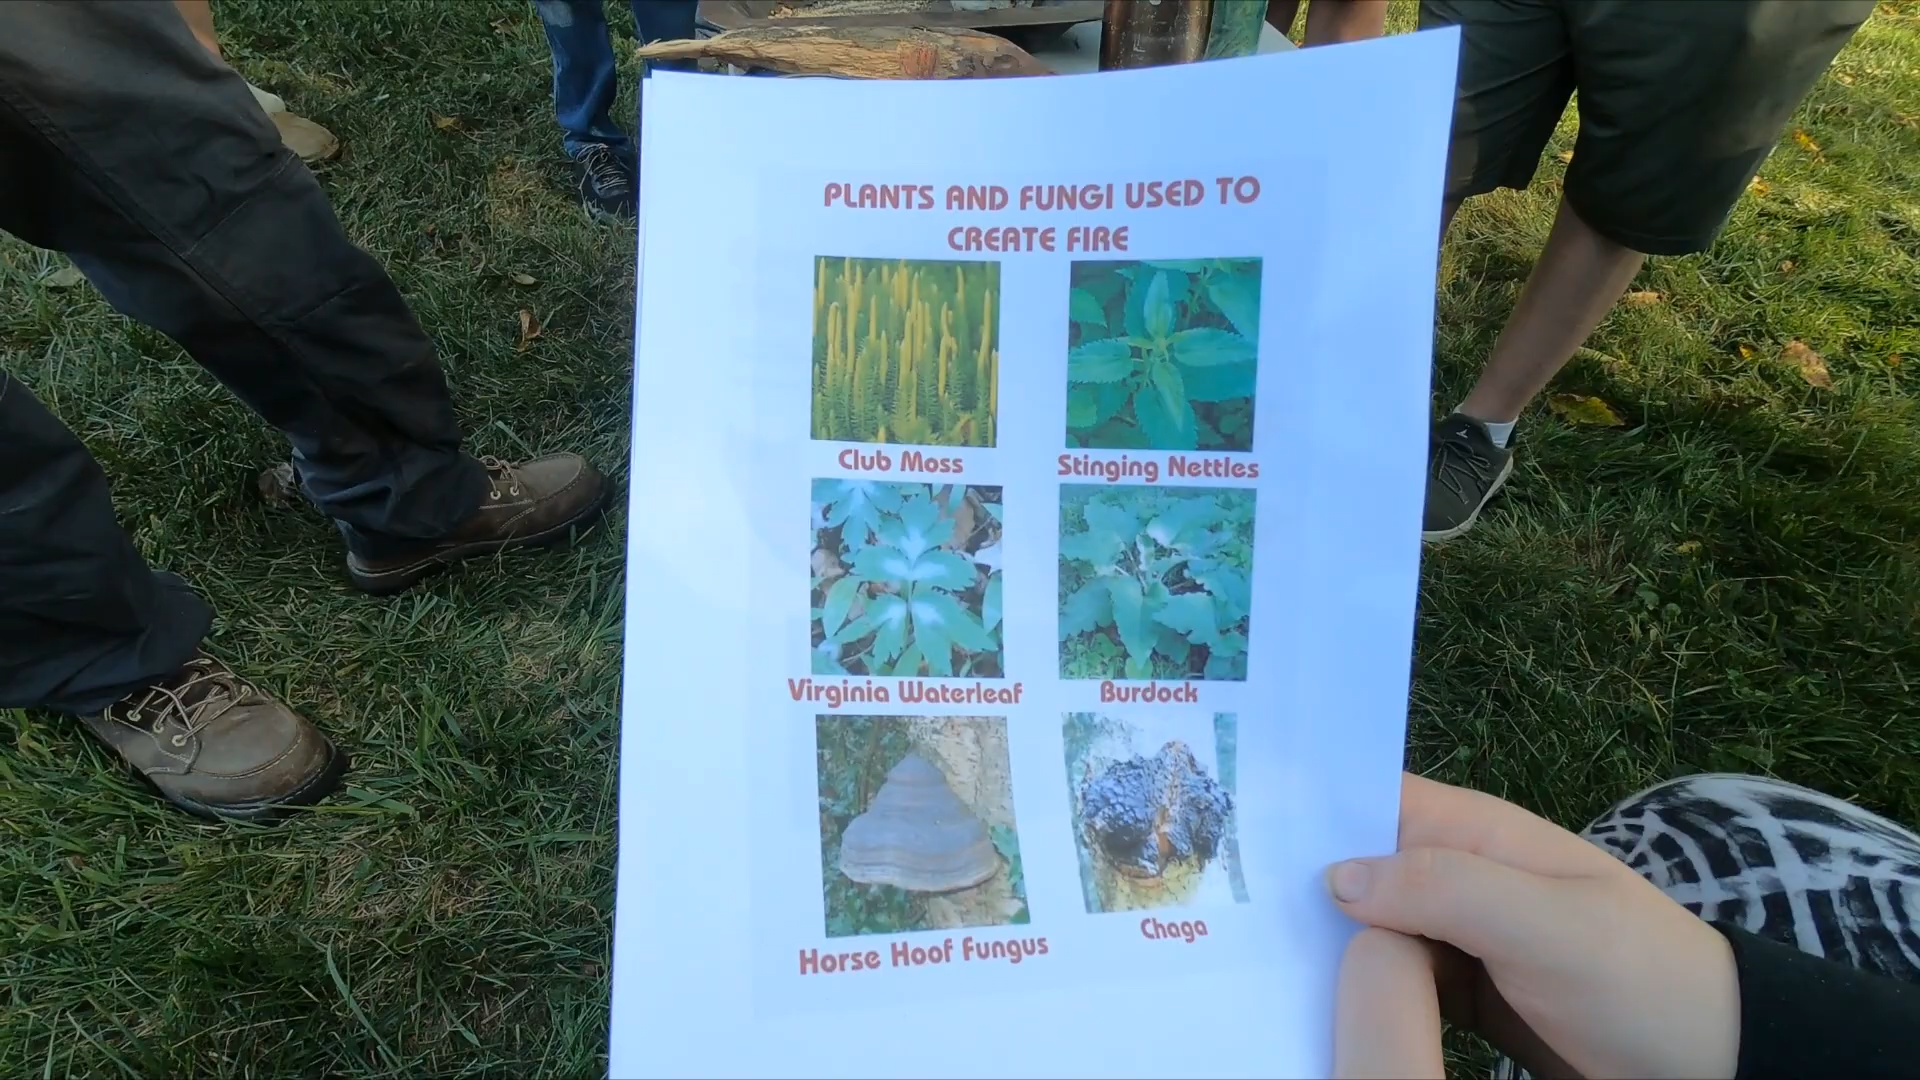 PLANTS AND FUNGI USED TO
CREATE FIRE
Club Moss
Stinging Nettles
Virginia Waterleaf
Burdock
Horse Hoof Fungus
Chaga